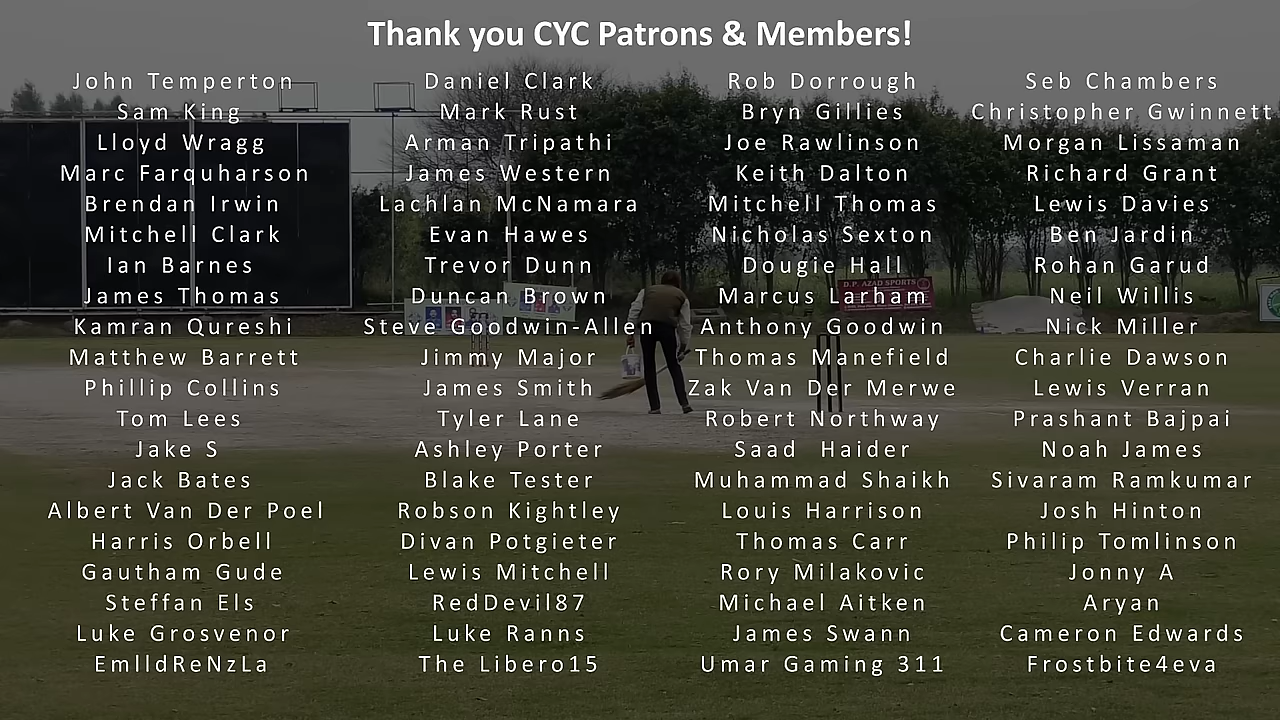 Thank you CYC Patrons & Members!
John Temperton
Sam King
Lloyd Wragg
Marc Farquharson
Brendan Irwin
Mitchell Clark
Ian Barnes
James Thomas
Kamran Qureshi
Matthew Barrett
Phillip Collins
Tom Lees
Jake S
Jack Bates
Albert Van Der Poel
Harris Orbell
Gautham Gude
Steffan Els
Luke Grosvenor
EmlldReNzLa
Daniel Clark
Mark Rust
Arman Tripathi
James Western
Lachlan McNamara
Evan Hawes
Trevor Dunn
Duncan Brown
Steve Goodwin-Allen
Jimmy Major
James Smith
Tyler Lane
Ashley Porter
Blake Tester
Robson Kightley
Divan Potgieter
Lewis Mitchell
RedDevil87
Luke Ranns
The Libero15
Rob Dorrough
Bryn Gillies
Joe Rawlinson
Keith Dalton
Mitchell Thomas
Nicholas Sexton
Dougie Hall
Marcus Larham
Anthony Goodwin
Thomas Manefield
Zak Van Der Merwe
Robert Northway
Saad Haider
Muhammad Shaikh
Louis Harrison
Thomas Carr
Rory Milakovic
Michael Aitken
James Swann
Umar Gaming 311
Seb Chambers
Christopher Gwinnett
Morgan Lissaman
Richard Grant
Lewis Davies
Ben Jardin
Rohan Garud
Neil Willis
Nick Miller
Charlie Dawson
Lewis Verran
Prashant Bajpai
Noah James
Sivaram Ramkumar
Josh Hinton
Philip Tomlinson
Jonny A
Aryan
Cameron Edwards
Frostbite4eva
D.P. AZAD SPORTS